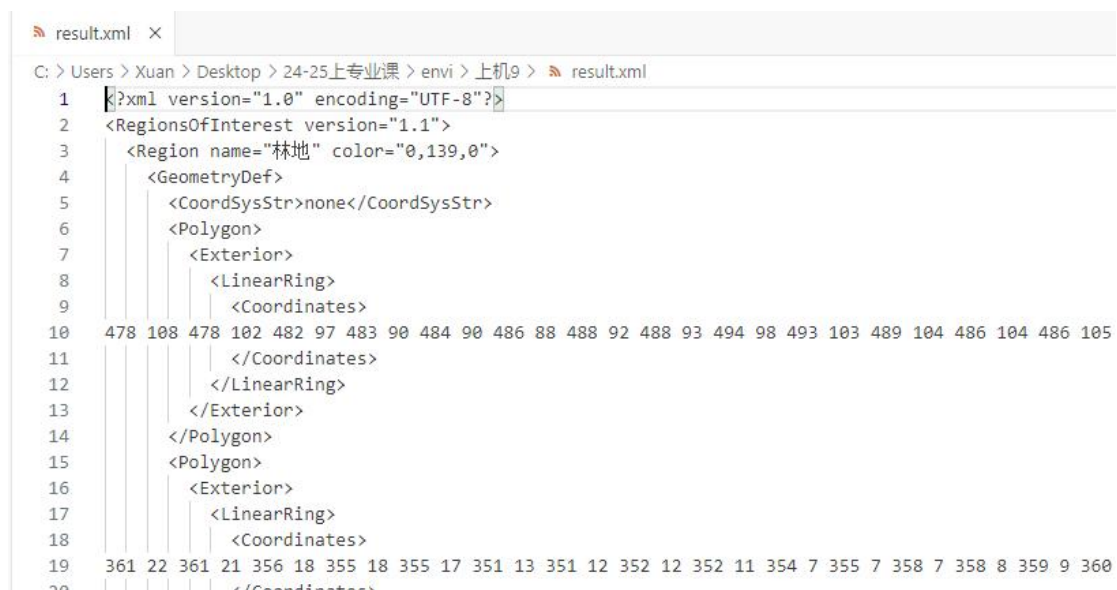 result.xml ×
C: > Users > Xuan > Desktop > 24-25上专业课 > envi > 上机9 > result.xml
1 <?xml version="1.0" encoding="UTF-8"?>
2 <RegionsOfInterest version="1.1">
3 <Region name="林地" color="0,139,0">
4 <GeometryDef>
5 <CoordSysStr>none</CoordSysStr>
6 <Polygon>
7 <Exterior>
8 <LinearRing>
9 <Coordinates>
10 478 108 478 102 482 97 483 90 484 90 486 88 488 92 488 93 494 98 493 103 489 104 486 104 486 105
11 </Coordinates>
12 </LinearRing>
13 </Exterior>
14 </Polygon>
15 <Polygon>
16 <Exterior>
17 <LinearRing>
18 <Coordinates>
19 361 22 361 21 356 18 355 18 355 17 351 13 351 12 352 12 352 11 354 7 355 7 358 7 358 8 359 9 360
20 </Coordinates>